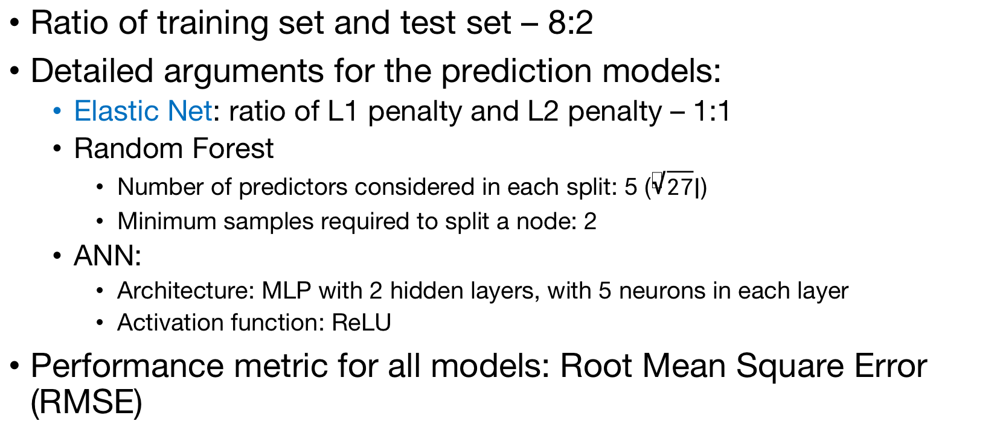 • Ratio of training set and test set – 8:2
• Detailed arguments for the prediction models:
• Elastic Net: ratio of L1 penalty and L2 penalty – 1:1
• Random Forest
• Number of predictors considered in each split: 5 (√27|)
• Minimum samples required to split a node: 2
• ANN:
• Architecture: MLP with 2 hidden layers, with 5 neurons in each layer
• Activation function: ReLU
• Performance metric for all models: Root Mean Square Error
(RMSE)